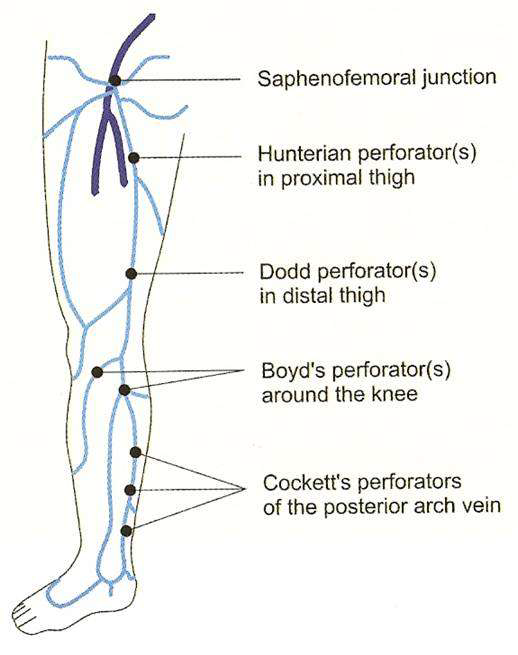 Saphenofemoral junction
Hunterian perforator(s)
in proximal thigh
Dodd perforator(s)
in distal thigh
Boyd's perforator(s)
around the knee
Cockett's perforators
of the posterior arch vein